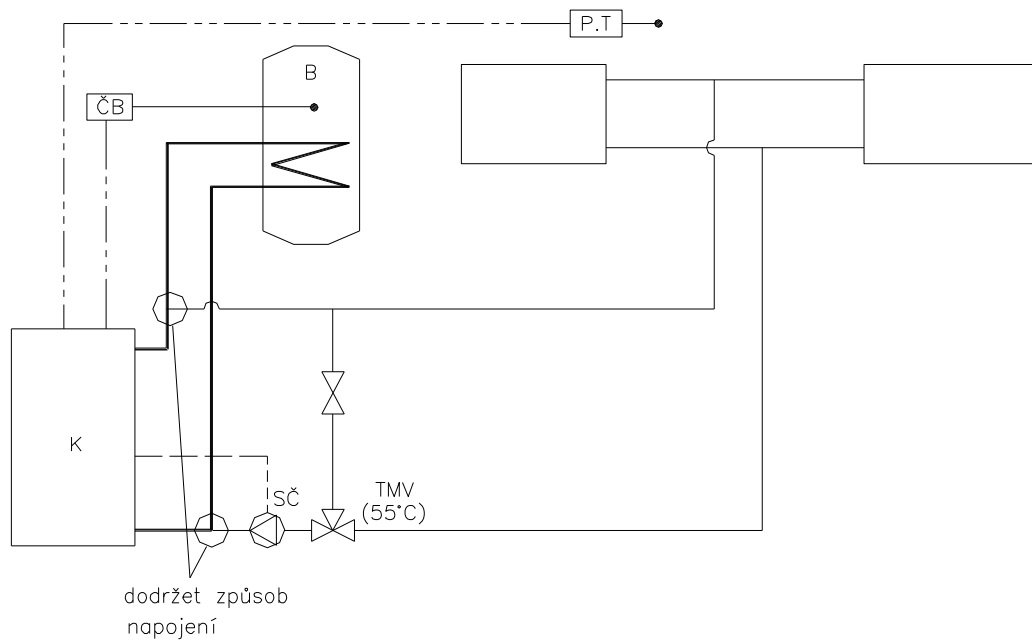 P.T
B
ČB
K
SČ
TMV
(55°C)
dodržet způsob
napojení